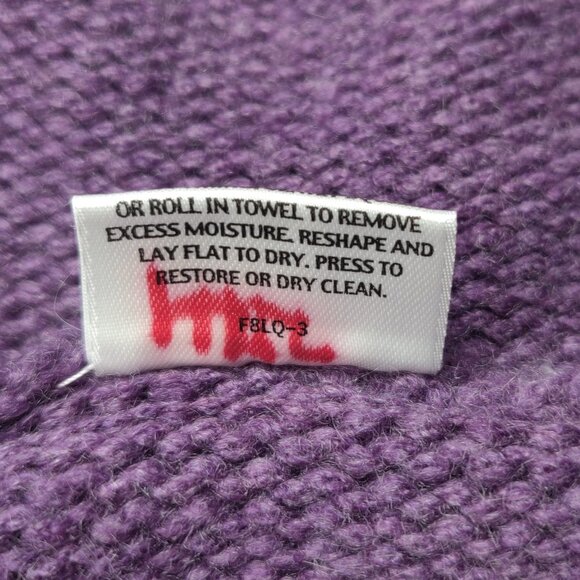 OR ROLL IN TOWEL TO REMOVE
EXCESS MOISTURE. RESHAPE AND
LAY FLAT TO DRY. PRESS TO
RESTORE OR DRY CLEAN.
F8LQ-3